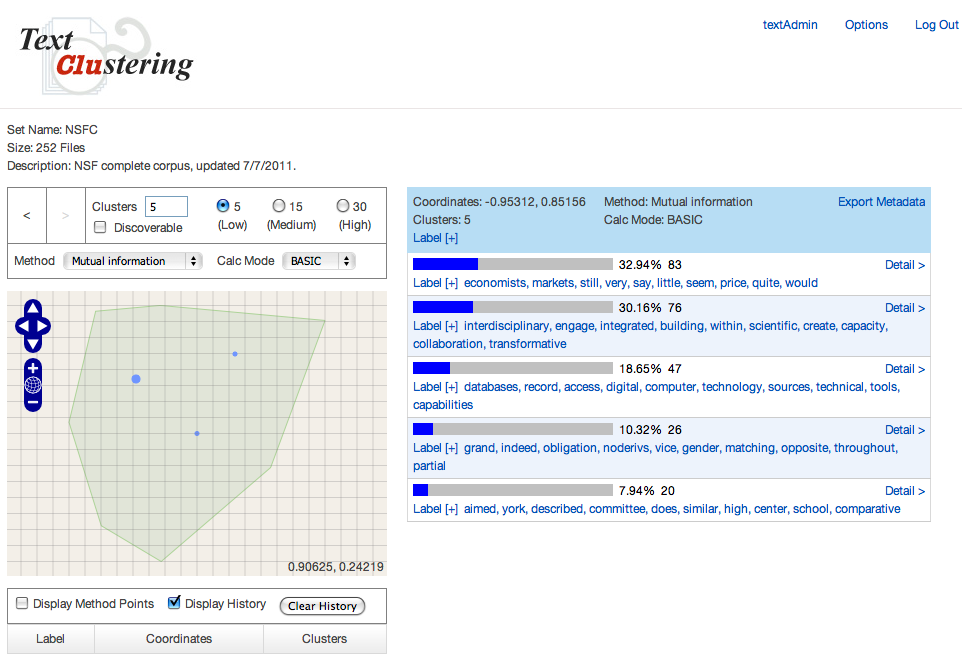 Text
Clustering
textAdmin Options Log Out
Set Name: NSFC
Size: 252 Files
Description: NSF complete corpus, updated 7/7/2011.
< > Clusters 5 5 15 30
Discoverable (Low) (Medium) (High)
Method Mutual information Calc Mode BASIC
0.90625, 0.24219
Display Method Points Display History Clear History
Label Coordinates Clusters
Coordinates: -0.95312, 0.85156 Method: Mutual information Export Metadata
Clusters: 5 Calc Mode: BASIC
Label [+]
32.94% 83 Detail >
Label [+] economists, markets, still, very, say, little, seem, price, quite, would
30.16% 76 Detail >
Label [+] interdisciplinary, engage, integrated, building, within, scientific, create, capacity,
collaboration, transformative
18.65% 47 Detail >
Label [+] databases, record, access, digital, computer, technology, sources, technical, tools,
capabilities
10.32% 26 Detail >
Label [+] grand, indeed, obligation, noderivs, vice, gender, matching, opposite, throughout,
partial
7.94% 20 Detail >
Label [+] aimed, york, described, committee, does, similar, high, center, school, comparative